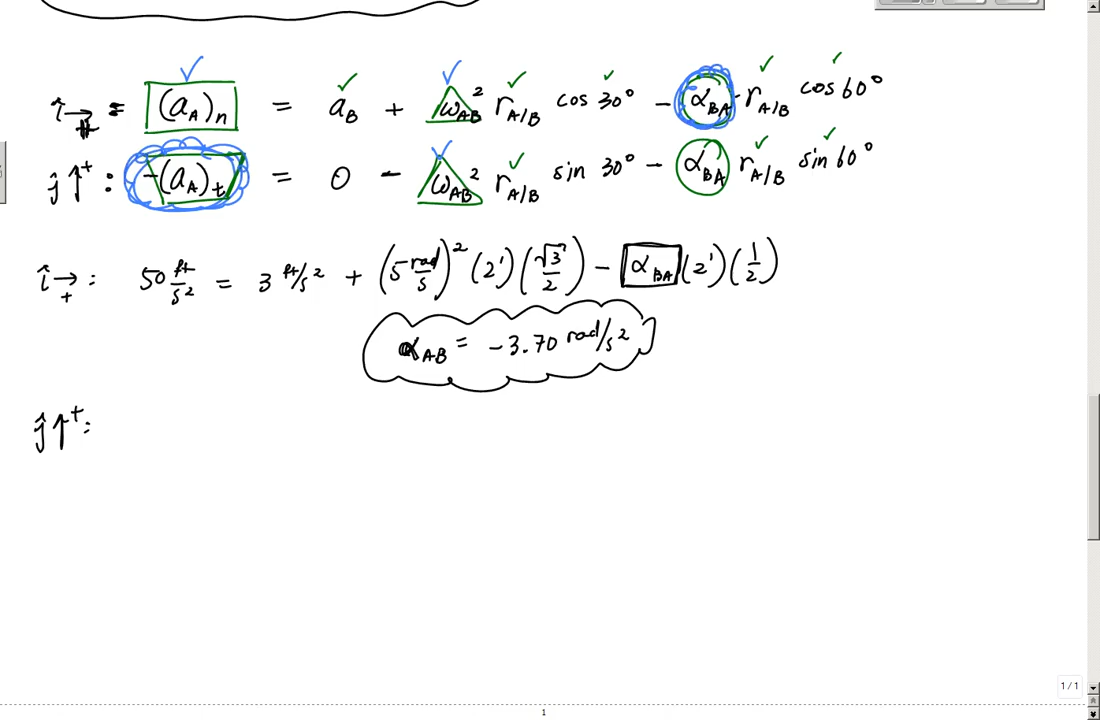 î → + = (a_A)_n = a_B + ω_AB² r_A/B cos 30° − α_BA · r_A/B cos 60°
ĵ ↑⁺ : −(a_A)_t = 0 − ω_AB² r_A/B sin 30° − α_BA r_A/B sin 60°
î → + : 50 ft/s² = 3 ft/s² + (5 rad/s)² (2') (√3/2) − α_BA (2') (1/2)
α_AB = −3.70 rad/s²
ĵ ↑⁺ :
1/1
1